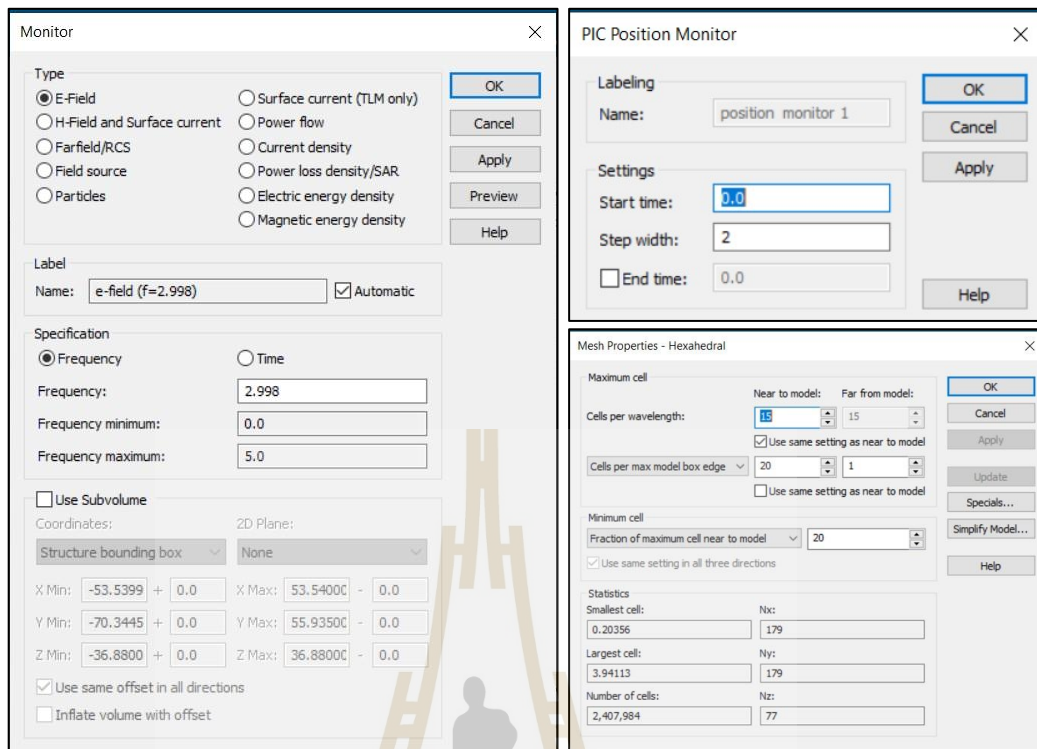 Monitor
Type
E-Field
Surface current (TLM only)
H-Field and Surface current
Power flow
Farfield/RCS
Current density
Field source
Power loss density/SAR
Particles
Electric energy density
Magnetic energy density
OK
Cancel
Apply
Preview
Help
Label
Name: e-field (f=2.998) Automatic
Specification
Frequency Time
Frequency: 2.998
Frequency minimum: 0.0
Frequency maximum: 5.0
Use Subvolume
Coordinates: 2D Plane:
Structure bounding box None
X Min: -53.5399 + 0.0 X Max: 53.54000 - 0.0
Y Min: -70.3445 + 0.0 Y Max: 55.93500 - 0.0
Z Min: -36.8800 + 0.0 Z Max: 36.88000 - 0.0
Use same offset in all directions
Inflate volume with offset
PIC Position Monitor
Labeling
Name: position monitor 1
Settings
Start time: 0.0
Step width: 2
End time: 0.0
OK
Cancel
Apply
Help
Mesh Properties - Hexahedral
Maximum cell
Near to model: Far from model:
Cells per wavelength: 15 15
Use same setting as near to model
Cells per max model box edge 20 1
Use same setting as near to model
Minimum cell
Fraction of maximum cell near to model 20
Use same setting in all three directions
Statistics
Smallest cell: Nx:
0.20356 179
Largest cell: Ny:
3.94113 179
Number of cells: Nz:
2,407,984 77
OK
Cancel
Apply
Update
Specials...
Simplify Model...
Help